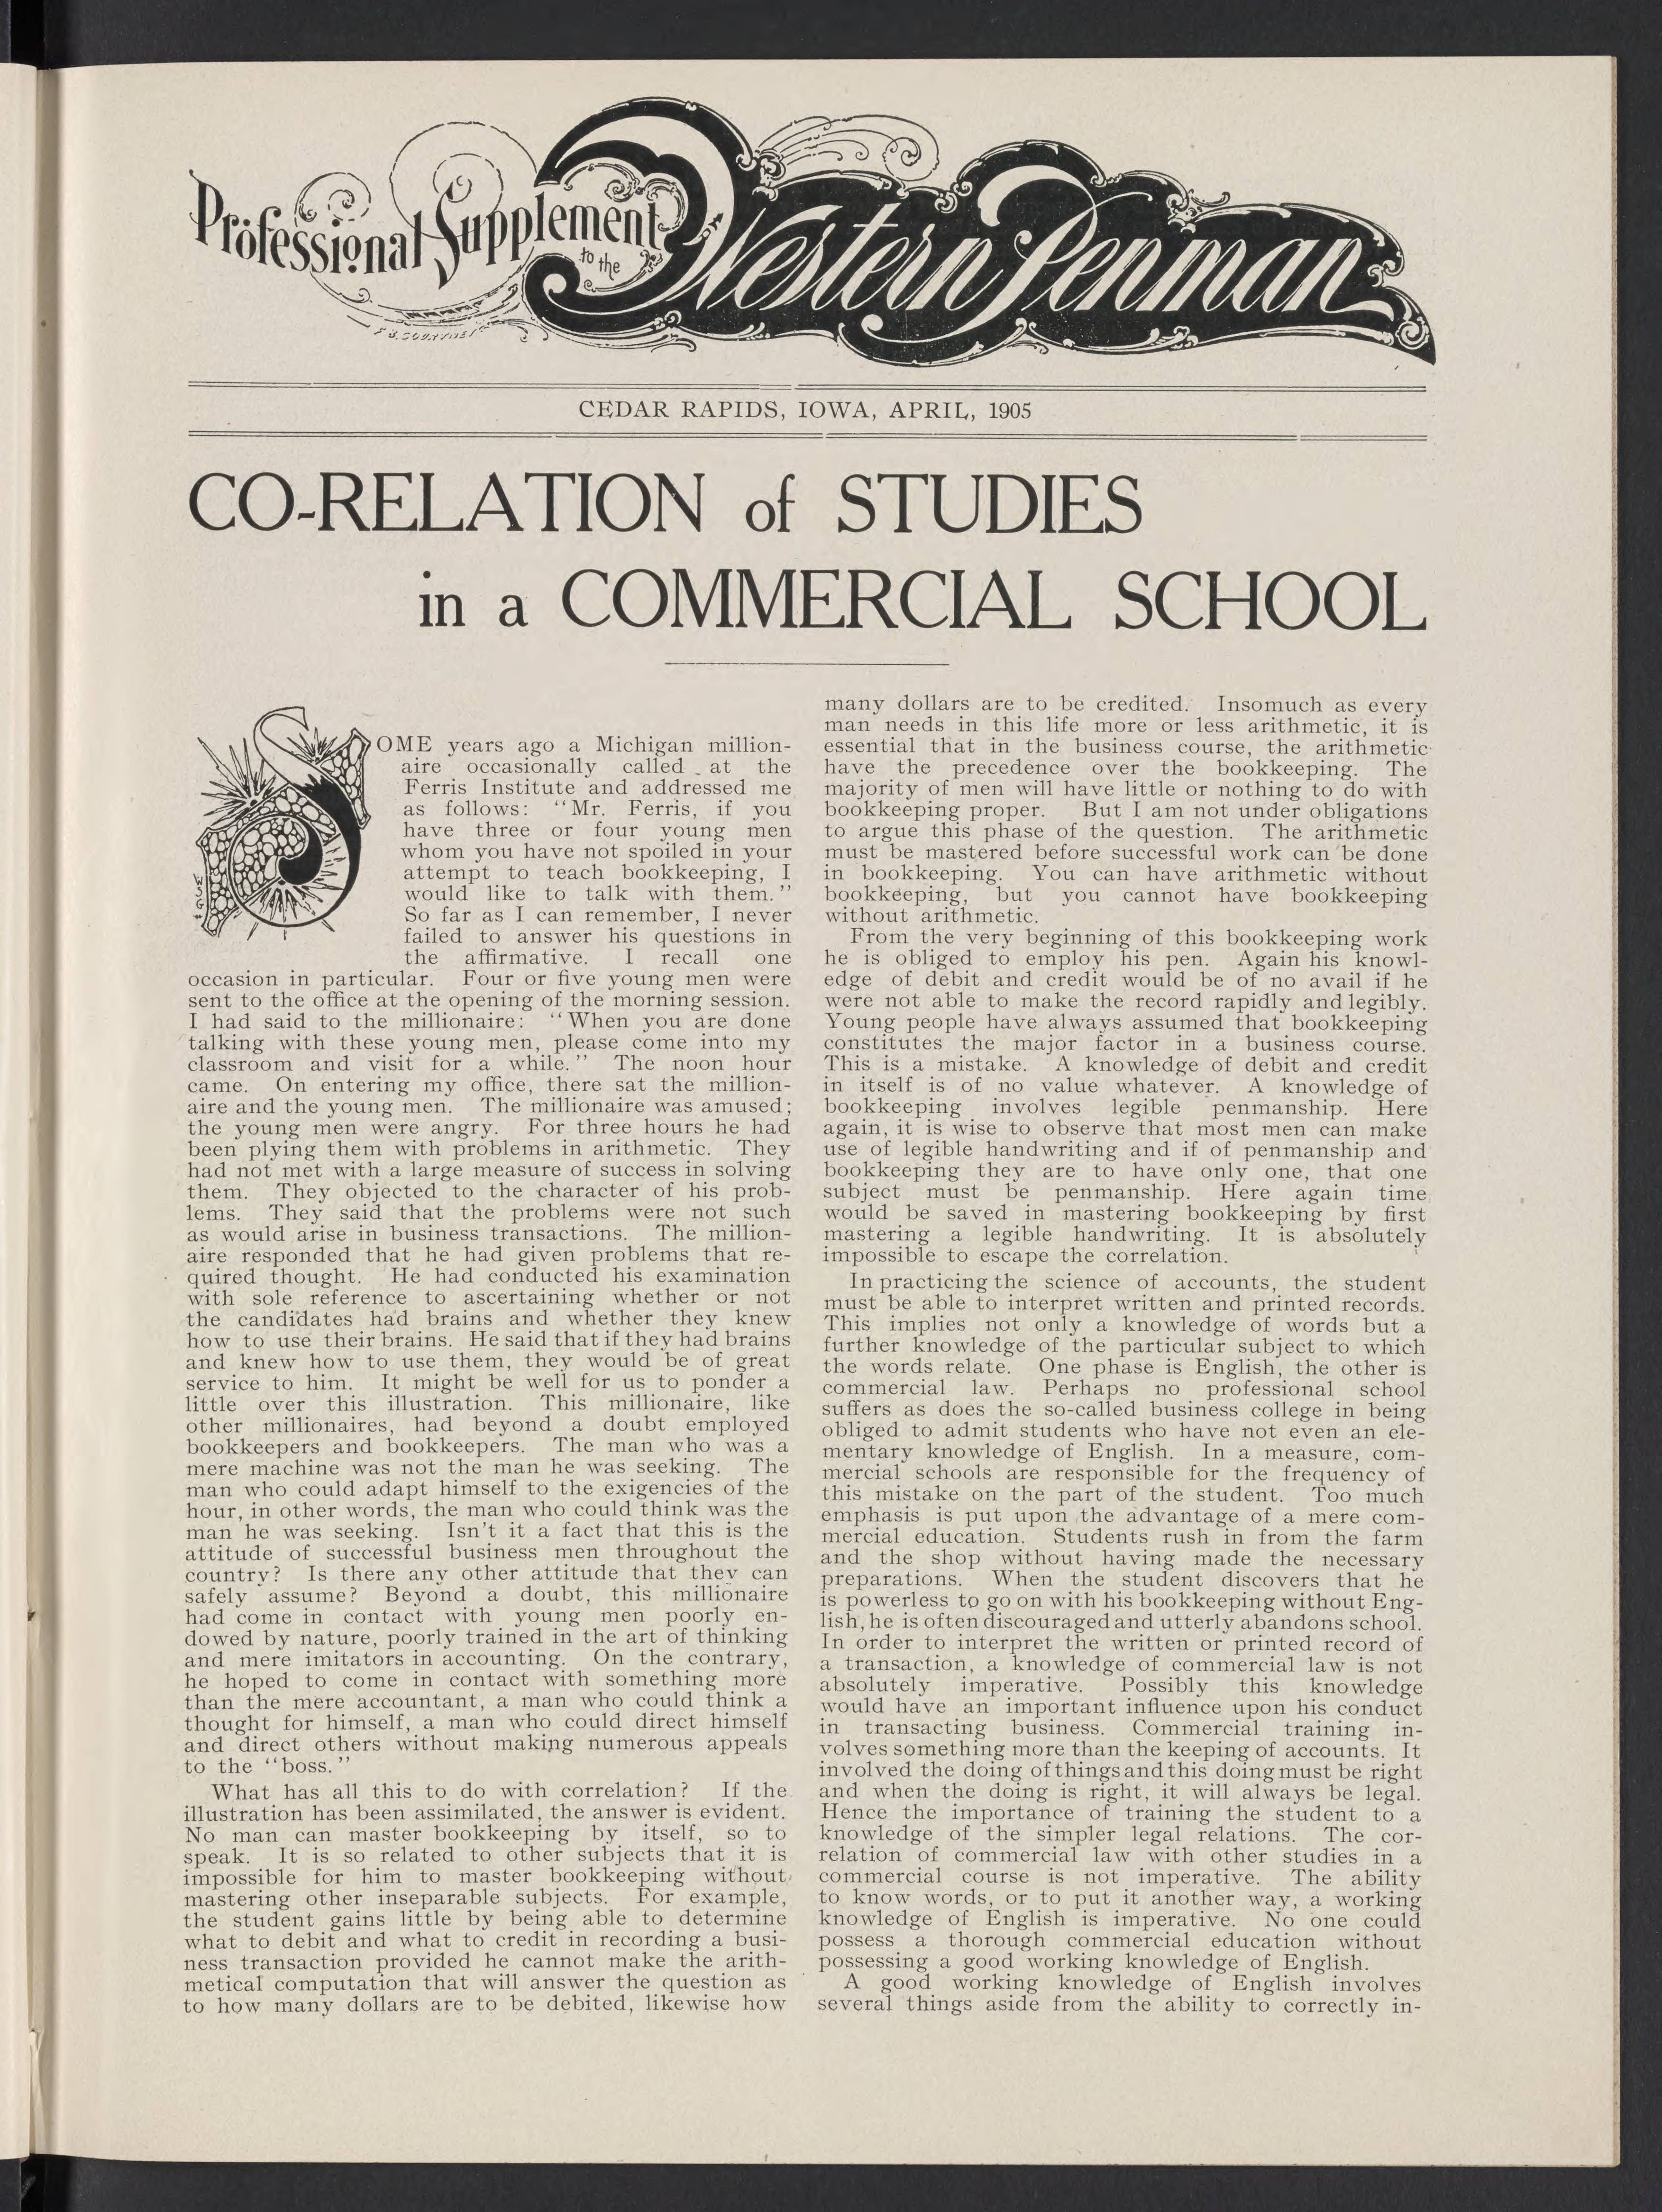 Professional Supplement to the Western Penman
CEDAR RAPIDS, IOWA, APRIL, 1905
CO-RELATION of STUDIES
in a COMMERCIAL SCHOOL
SOME years ago a Michigan million-
aire occasionally called at the
Ferris Institute and addressed me
as follows: "Mr. Ferris, if you
have three or four young men
whom you have not spoiled in your
attempt to teach bookkeeping, I
would like to talk with them."
So far as I can remember, I never
failed to answer his questions in
the affirmative. I recall one
occasion in particular. Four or five young men were
sent to the office at the opening of the morning session.
I had said to the millionaire: "When you are done
talking with these young men, please come into my
classroom and visit for a while." The noon hour
came. On entering my office, there sat the million-
aire and the young men. The millionaire was amused;
the young men were angry. For three hours he had
been plying them with problems in arithmetic. They
had not met with a large measure of success in solving
them. They objected to the character of his prob-
lems. They said that the problems were not such
as would arise in business transactions. The million-
aire responded that he had given problems that re-
quired thought. He had conducted his examination
with sole reference to ascertaining whether or not
the candidates had brains and whether they knew
how to use their brains. He said that if they had brains
and knew how to use them, they would be of great
service to him. It might be well for us to ponder a
little over this illustration. This millionaire, like
other millionaires, had beyond a doubt employed
bookkeepers and bookkeepers. The man who was a
mere machine was not the man he was seeking. The
man who could adapt himself to the exigencies of the
hour, in other words, the man who could think was the
man he was seeking. Isn't it a fact that this is the
attitude of successful business men throughout the
country? Is there any other attitude that they can
safely assume? Beyond a doubt, this millionaire
had come in contact with young men poorly en-
dowed by nature, poorly trained in the art of thinking
and mere imitators in accounting. On the contrary,
he hoped to come in contact with something more
than the mere accountant, a man who could think a
thought for himself, a man who could direct himself
and direct others without making numerous appeals
to the "boss."
What has all this to do with correlation? If the
illustration has been assimilated, the answer is evident.
No man can master bookkeeping by itself, so to
speak. It is so related to other subjects that it is
impossible for him to master bookkeeping without
mastering other inseparable subjects. For example,
the student gains little by being able to determine
what to debit and what to credit in recording a busi-
ness transaction provided he cannot make the arith-
metical computation that will answer the question as
to how many dollars are to be debited, likewise how
many dollars are to be credited. Insomuch as every
man needs in this life more or less arithmetic, it is
essential that in the business course, the arithmetic
have the precedence over the bookkeeping. The
majority of men will have little or nothing to do with
bookkeeping proper. But I am not under obligations
to argue this phase of the question. The arithmetic
must be mastered before successful work can be done
in bookkeeping. You can have arithmetic without
bookkeeping, but you cannot have bookkeeping
without arithmetic.
From the very beginning of this bookkeeping work
he is obliged to employ his pen. Again his knowl-
edge of debit and credit would be of no avail if he
were not able to make the record rapidly and legibly.
Young people have always assumed that bookkeeping
constitutes the major factor in a business course.
This is a mistake. A knowledge of debit and credit
in itself is of no value whatever. A knowledge of
bookkeeping involves legible penmanship. Here
again, it is wise to observe that most men can make
use of legible handwriting and if of penmanship and
bookkeeping they are to have only one, that one
subject must be penmanship. Here again time
would be saved in mastering bookkeeping by first
mastering a legible handwriting. It is absolutely
impossible to escape the correlation.
In practicing the science of accounts, the student
must be able to interpret written and printed records.
This implies not only a knowledge of words but a
further knowledge of the particular subject to which
the words relate. One phase is English, the other is
commercial law. Perhaps no professional school
suffers as does the so-called business college in being
obliged to admit students who have not even an ele-
mentary knowledge of English. In a measure, com-
mercial schools are responsible for the frequency of
this mistake on the part of the student. Too much
emphasis is put upon the advantage of a mere com-
mercial education. Students rush in from the farm
and the shop without having made the necessary
preparations. When the student discovers that he
is powerless to go on with his bookkeeping without Eng-
lish, he is often discouraged and utterly abandons school.
In order to interpret the written or printed record of
a transaction, a knowledge of commercial law is not
absolutely imperative. Possibly this knowledge
would have an important influence upon his conduct
in transacting business. Commercial training in-
volves something more than the keeping of accounts. It
involved the doing of things and this doing must be right
and when the doing is right, it will always be legal.
Hence the importance of training the student to a
knowledge of the simpler legal relations. The cor-
relation of commercial law with other studies in a
commercial course is not imperative. The ability
to know words, or to put it another way, a working
knowledge of English is imperative. No one could
possess a thorough commercial education without
possessing a good working knowledge of English.
A good working knowledge of English involves
several things aside from the ability to correctly in-